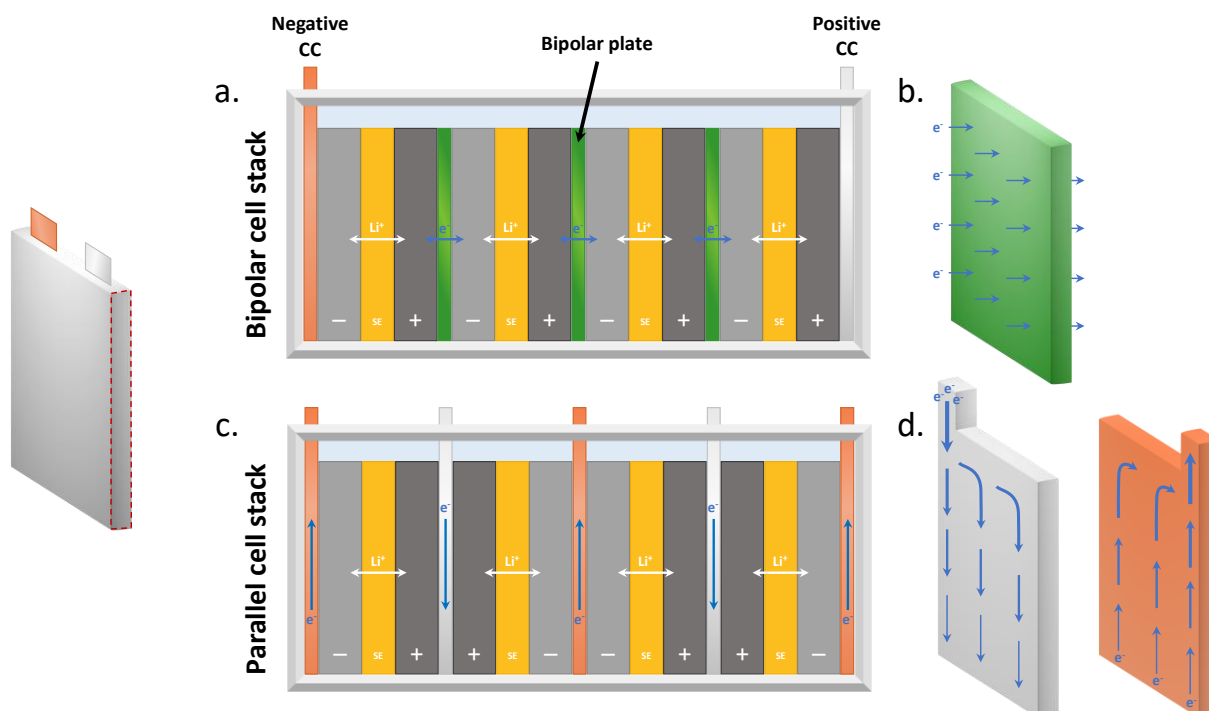 Negative
CC
Bipolar plate
Positive
CC
a.
b.
Bipolar cell stack
Li⁺
e⁻
Li⁺
e⁻
Li⁺
e⁻
Li⁺
− SE + − SE + − SE + − SE +
e⁻
e⁻
e⁻
e⁻
c.
d.
Parallel cell stack
e⁻
e⁻
Li⁺
Li⁺
Li⁺
Li⁺
e⁻
e⁻
e⁻
− SE + + SE − − SE + + SE −
e⁻
e⁻
e⁻
e⁻
e⁻
e⁻